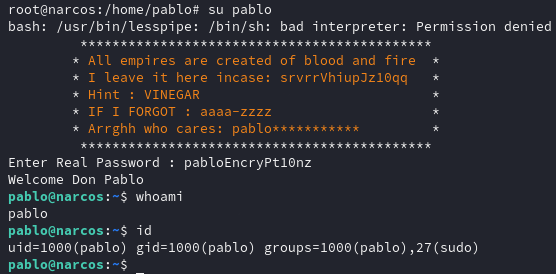 root@narcos:/home/pablo# su pablo
bash: /usr/bin/lesspipe: /bin/sh: bad interpreter: Permission denied
*******************************************
* All empires are created of blood and fire *
* I leave it here incase: srvrrVhiupJz10qq *
* Hint : VINEGAR *
* IF I FORGOT : aaaa-zzzz *
* Arrghh who cares: pablo*********** *
*******************************************
Enter Real Password : pabloEncryPt10nz
Welcome Don Pablo
pablo@narcos:~$ whoami
pablo
pablo@narcos:~$ id
uid=1000(pablo) gid=1000(pablo) groups=1000(pablo),27(sudo)
pablo@narcos:~$